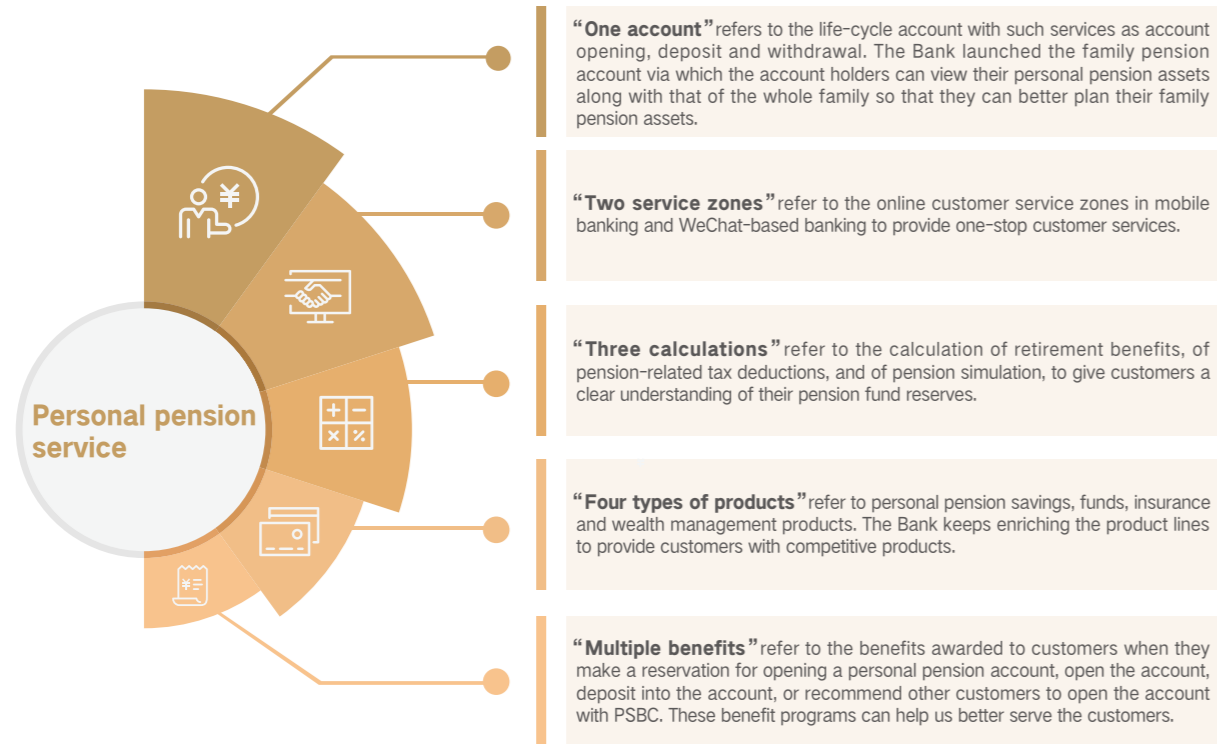 Personal pension
service
“One account” refers to the life-cycle account with such services as account
opening, deposit and withdrawal. The Bank launched the family pension
account via which the account holders can view their personal pension assets
along with that of the whole family so that they can better plan their family
pension assets.
“Two service zones” refer to the online customer service zones in mobile
banking and WeChat-based banking to provide one-stop customer services.
“Three calculations” refer to the calculation of retirement benefits, of
pension-related tax deductions, and of pension simulation, to give customers a
clear understanding of their pension fund reserves.
“Four types of products” refer to personal pension savings, funds, insurance
and wealth management products. The Bank keeps enriching the product lines
to provide customers with competitive products.
“Multiple benefits” refer to the benefits awarded to customers when they
make a reservation for opening a personal pension account, open the account,
deposit into the account, or recommend other customers to open the account
with PSBC. These benefit programs can help us better serve the customers.